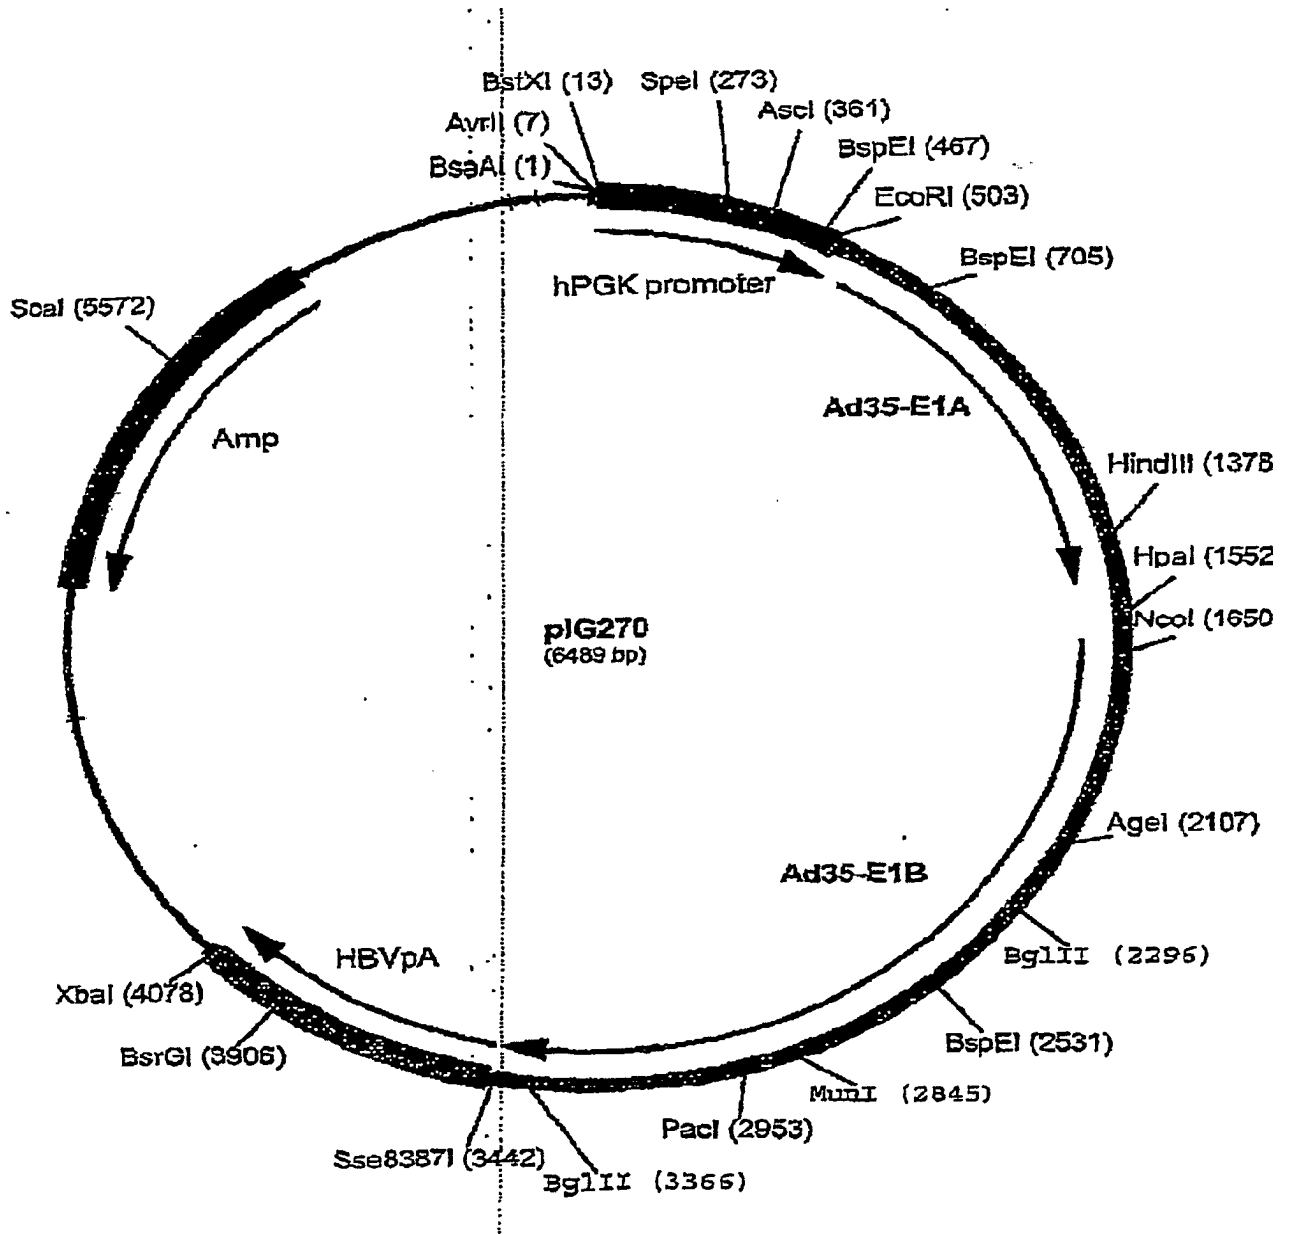 BstXI (13)
SpeI (273)
AscI (361)
AvrII (7)
BspEI (467)
BsaAI (1)
EcoRI (503)
BspEI (705)
hPGK promoter
ScaI (5572)
Ad35-E1A
Amp
HindIII (1378
HpaI (1552
NcoI (1650
pIG270
(6489 bp)
AgeI (2107)
Ad35-E1B
BglII (2296)
HBVpA
XbaI (4078)
BsrGI (3906)
BspEI (2531)
MunI (2845)
PacI (2953)
Sse8387I (3442)
BglII (3366)